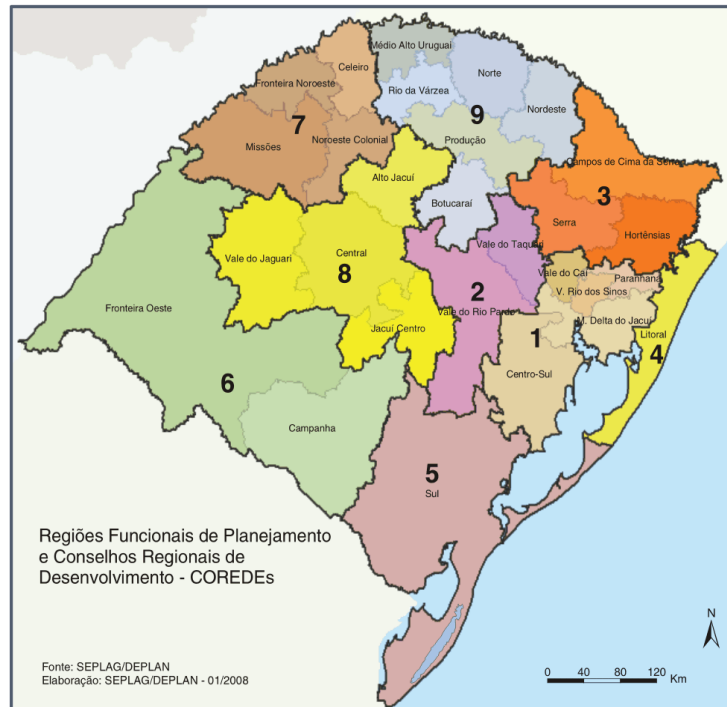 Médio Alto Uruguai
Celeiro
Norte
Fronteira Noroeste
Rio da Várzea
Nordeste
9
7
Produção
Missões
Noroeste Colonial
Campos de Cima da Serra
Alto Jacuí
3
Botucaraí
Serra
Hortênsias
Vale do Taquari
Vale do Jaguari
Central
8
Vale do Caí
Paranhana
2
V. Rio dos Sinos
Fronteira Oeste
Vale do Rio Pardo
M. Delta do Jacuí
Jacuí Centro
Litoral
1
4
Centro-Sul
6
Campanha
5
Sul
Regiões Funcionais de Planejamento
e Conselhos Regionais de
Desenvolvimento - COREDEs
N
Fonte: SEPLAG/DEPLAN
Elaboração: SEPLAG/DEPLAN - 01/2008
0 40 80 120
Km